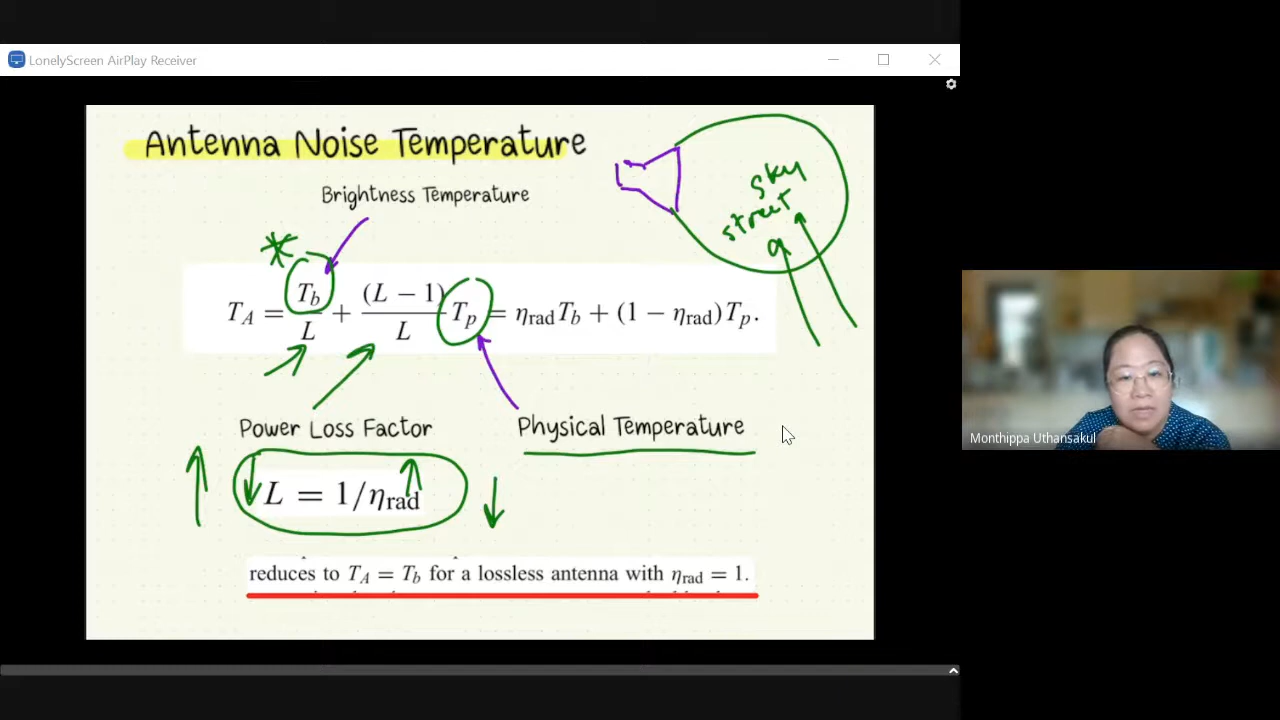 LonelyScreen AirPlay Receiver
Antenna Noise Temperature
Brightness Temperature
sky
street
T_A = T_b / L + (L − 1) / L T_p = η_rad T_b + (1 − η_rad) T_p.
Power Loss Factor
Physical Temperature
L = 1/η_rad
reduces to T_A = T_b for a lossless antenna with η_rad = 1.
Monthippa Uthansakul